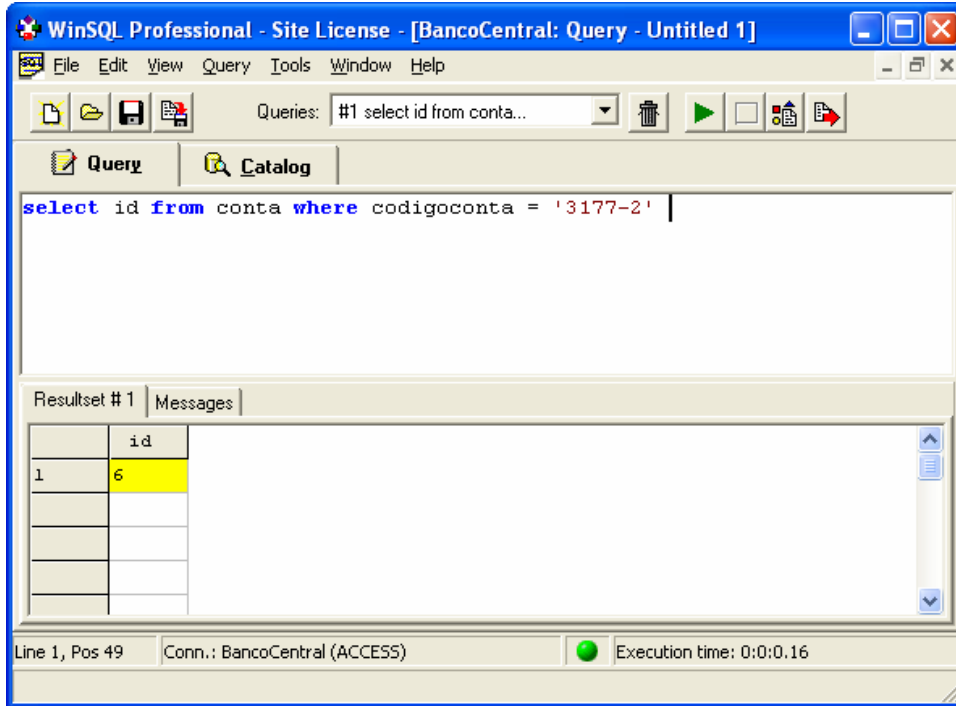 WinSQL Professional - Site License - [BancoCentral: Query - Untitled 1]
SQL File Edit View Query Tools Window Help
Queries: #1 select id from conta...
Query Catalog
select id from conta where codigoconta = '3177-2'
Resultset # 1 Messages
id
1 6
Line 1, Pos 49 Conn.: BancoCentral (ACCESS) Execution time: 0:0:0.16